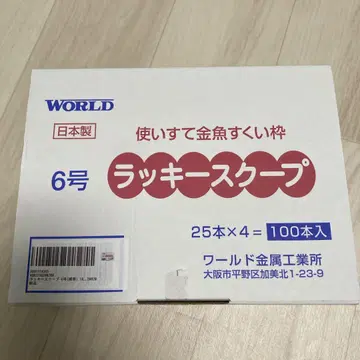 WORLD
日本製
使いすて金魚すくい枠
6号
ラッキースクープ
25本×4=100本入
ワールド金属工業所
大阪市平野区加美北1-23-9